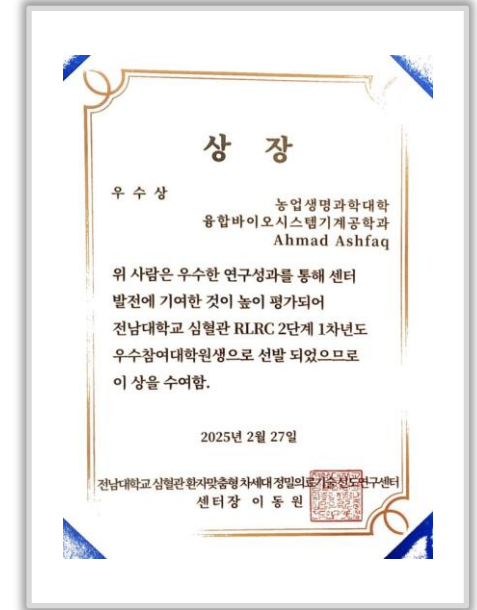 상 장
우 수 상
농업생명과학대학
융합바이오시스템기계공학과
Ahmad Ashfaq
위 사람은 우수한 연구성과를 통해 센터
발전에 기여한 것이 높이 평가되어
전남대학교 심혈관 RLRC 2단계 1차년도
우수참여대학원생으로 선발 되었으므로
이 상을 수여함.
2025년 2월 27일
전남대학교 심혈관 환자맞춤형 차세대 정밀의료기술 선도연구센터
센터장 이 동 원